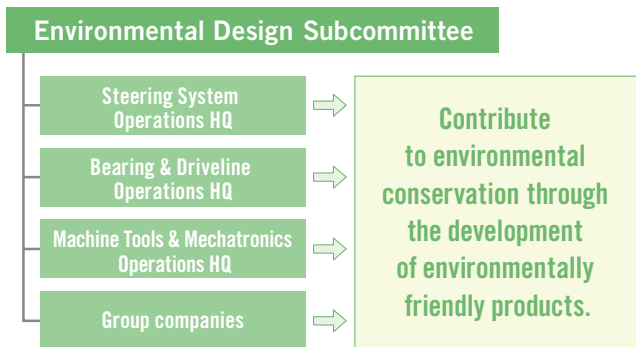 Environmental Design Subcommittee
Steering System
Operations HQ
Bearing & Driveline
Operations HQ
Machine Tools & Mechatronics
Operations HQ
Group companies
Contribute
to environmental
conservation through
the development
of environmentally
friendly products.